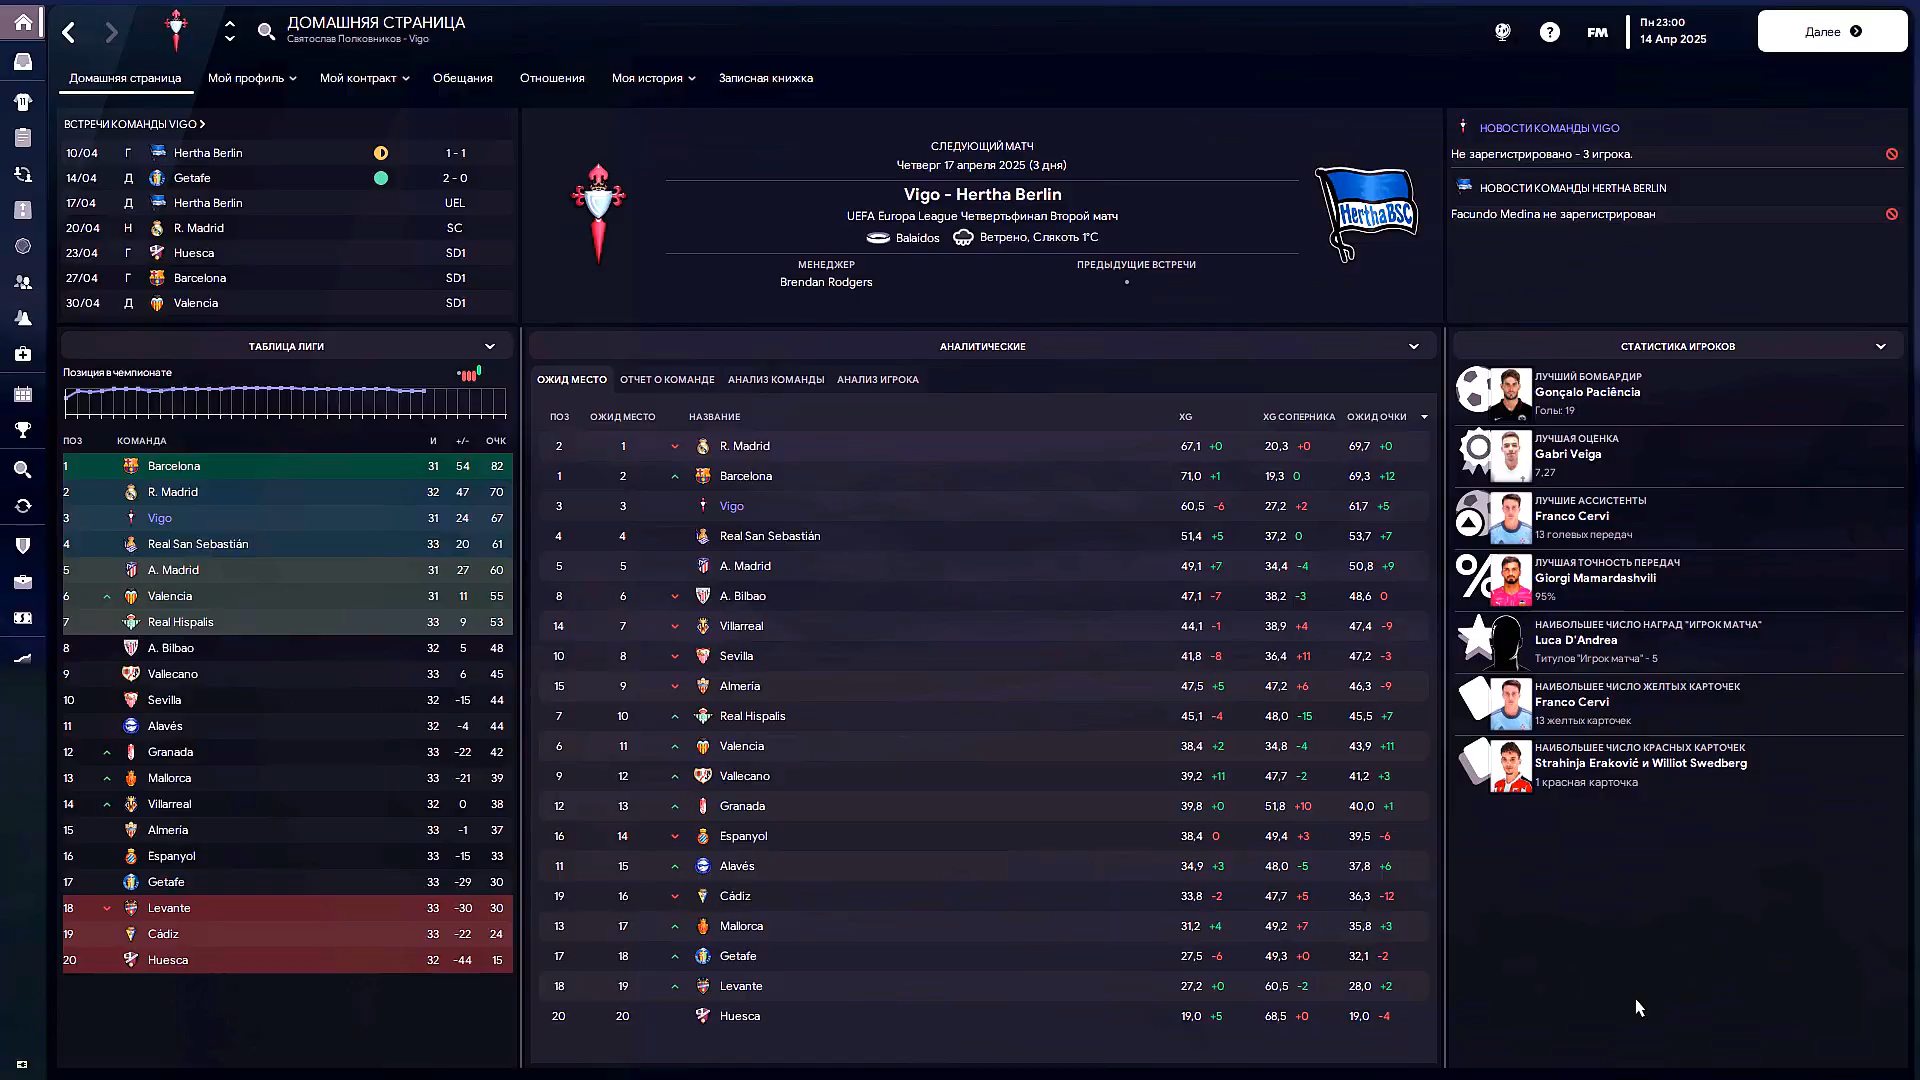 ДОМАШНЯЯ СТРАНИЦА
Святослав Полковников - Vigo
FM
Пн 23:00
14 Апр 2025
Далее
Домашняя страница
Мой профиль
Мой контракт
Обещания
Отношения
Моя история
Записная книжка
ВСТРЕЧИ КОМАНДЫ VIGO
10/04 Г Hertha Berlin 1 - 1
14/04 Д Getafe 2 - 0
17/04 Д Hertha Berlin UEL
20/04 Н R. Madrid SC
23/04 Г Huesca SD1
27/04 Г Barcelona SD1
30/04 Д Valencia SD1
СЛЕДУЮЩИЙ МАТЧ
Четверг 17 апреля 2025 (3 дня)
Vigo - Hertha Berlin
UEFA Europa League Четвертьфинал Второй матч
Balaídos Ветрено, Слякоть 1°C
МЕНЕДЖЕР
Brendan Rodgers
ПРЕДЫДУЩИЕ ВСТРЕЧИ
HerthaBSC
НОВОСТИ КОМАНДЫ VIGO
Не зарегистрировано - 3 игрока.
НОВОСТИ КОМАНДЫ HERTHA BERLIN
Facundo Medina не зарегистрирован
ТАБЛИЦА ЛИГИ
Позиция в чемпионате
ПОЗ КОМАНДА И +/- ОЧК
1 Barcelona 31 54 82
2 R. Madrid 32 47 70
3 Vigo 31 24 67
4 Real San Sebastián 33 20 61
5 A. Madrid 31 27 60
6 Valencia 31 11 55
7 Real Hispalis 33 9 53
8 A. Bilbao 32 5 48
9 Vallecano 33 6 45
10 Sevilla 32 -15 44
11 Alavés 32 -4 44
12 Granada 33 -22 42
13 Mallorca 33 -21 39
14 Villarreal 32 0 38
15 Almería 33 -1 37
16 Espanyol 33 -15 33
17 Getafe 33 -29 30
18 Levante 33 -30 30
19 Cádiz 33 -22 24
20 Huesca 32 -44 15
АНАЛИТИЧЕСКИЕ
ОЖИД МЕСТО
ОТЧЕТ О КОМАНДЕ
АНАЛИЗ КОМАНДЫ
АНАЛИЗ ИГРОКА
ПОЗ ОЖИД МЕСТО НАЗВАНИЕ XG XG СОПЕРНИКА ОЖИД ОЧКИ
2 1 R. Madrid 67,1 +0 20,3 +0 69,7 +0
1 2 Barcelona 71,0 +1 19,3 0 69,3 +12
3 3 Vigo 60,5 -6 27,2 +2 61,7 +5
4 4 Real San Sebastián 51,4 +5 37,2 0 53,7 +7
5 5 A. Madrid 49,1 +7 34,4 -4 50,8 +9
8 6 A. Bilbao 47,1 -7 38,2 -3 48,6 0
14 7 Villarreal 44,1 -1 38,9 +4 47,4 -9
10 8 Sevilla 41,8 -8 36,4 +11 47,2 -3
15 9 Almería 47,5 +5 47,2 +6 46,3 -9
7 10 Real Hispalis 45,1 -4 48,0 -15 45,5 +7
6 11 Valencia 38,4 +2 34,8 -4 43,9 +11
9 12 Vallecano 39,2 +11 47,7 -2 41,2 +3
12 13 Granada 39,8 +0 51,8 +10 40,0 +1
16 14 Espanyol 38,4 0 49,4 +3 39,5 -6
11 15 Alavés 34,9 +3 48,0 -5 37,8 +6
19 16 Cádiz 33,8 -2 47,7 +5 36,3 -12
13 17 Mallorca 31,2 +4 49,2 +7 35,8 +3
17 18 Getafe 27,5 -6 49,3 +0 32,1 -2
18 19 Levante 27,2 +0 60,5 -2 28,0 +2
20 20 Huesca 19,0 +5 68,5 +0 19,0 -4
СТАТИСТИКА ИГРОКОВ
ЛУЧШИЙ БОМБАРДИР
Gonçalo Paciência
Голы: 19
ЛУЧШАЯ ОЦЕНКА
Gabri Veiga
7,27
ЛУЧШИЕ АССИСТЕНТЫ
Franco Cervi
13 голевых передач
ЛУЧШАЯ ТОЧНОСТЬ ПЕРЕДАЧ
Giorgi Mamardashvili
95%
НАИБОЛЬШЕЕ ЧИСЛО НАГРАД "ИГРОК МАТЧА"
Luca D'Andrea
Титулов "Игрок матча" - 5
НАИБОЛЬШЕЕ ЧИСЛО ЖЕЛТЫХ КАРТОЧЕК
Franco Cervi
13 желтых карточек
НАИБОЛЬШЕЕ ЧИСЛО КРАСНЫХ КАРТОЧЕК
Strahinja Eraković и Williot Swedberg
1 красная карточка